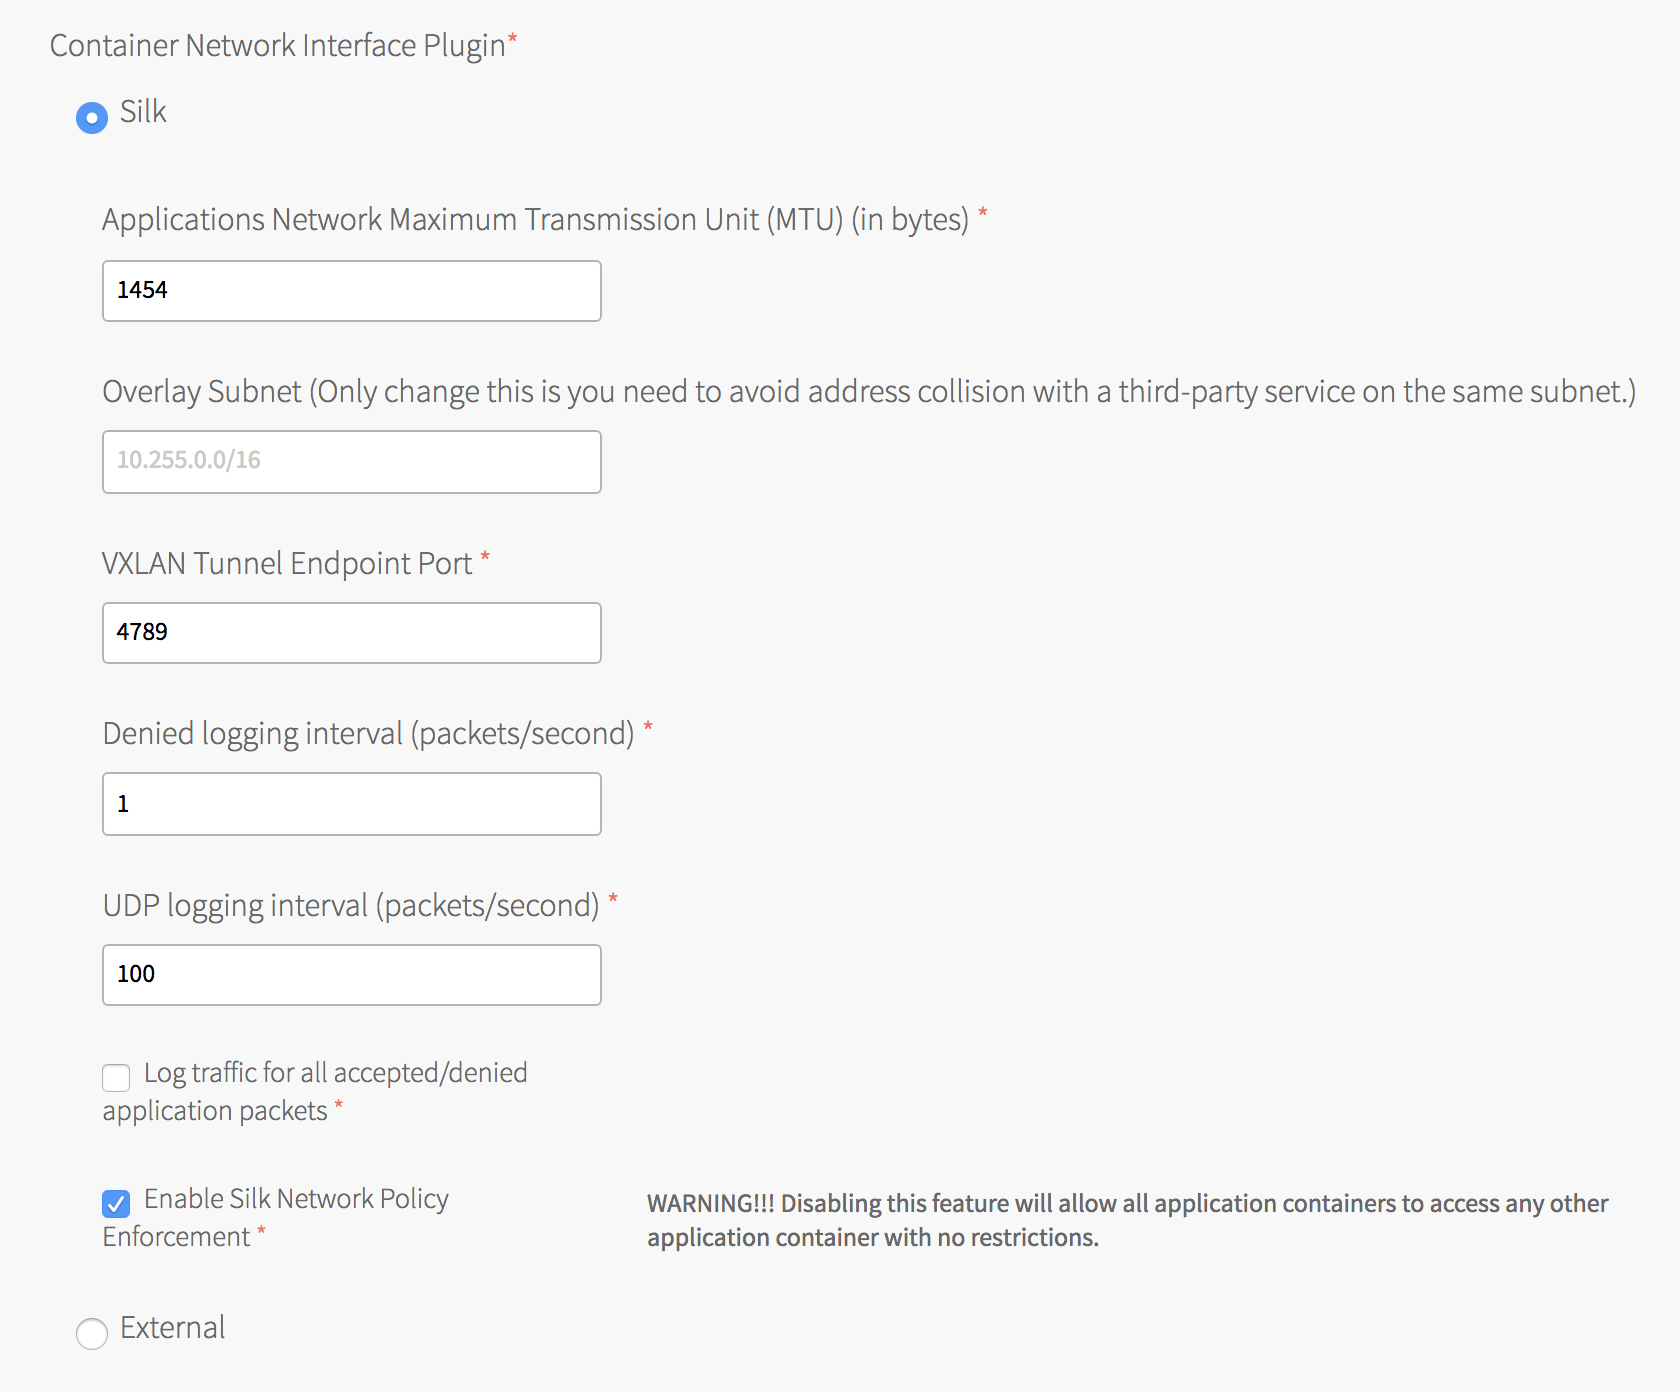 Container Network Interface Plugin*
Silk
Applications Network Maximum Transmission Unit (MTU) (in bytes) *
1454
Overlay Subnet (Only change this is you need to avoid address collision with a third-party service on the same subnet.)
10.255.0.0/16
VXLAN Tunnel Endpoint Port *
4789
Denied logging interval (packets/second) *
1
UDP logging interval (packets/second) *
100
Log traffic for all accepted/denied
application packets *
Enable Silk Network Policy
Enforcement *
WARNING!!! Disabling this feature will allow all application containers to access any other
application container with no restrictions.
External